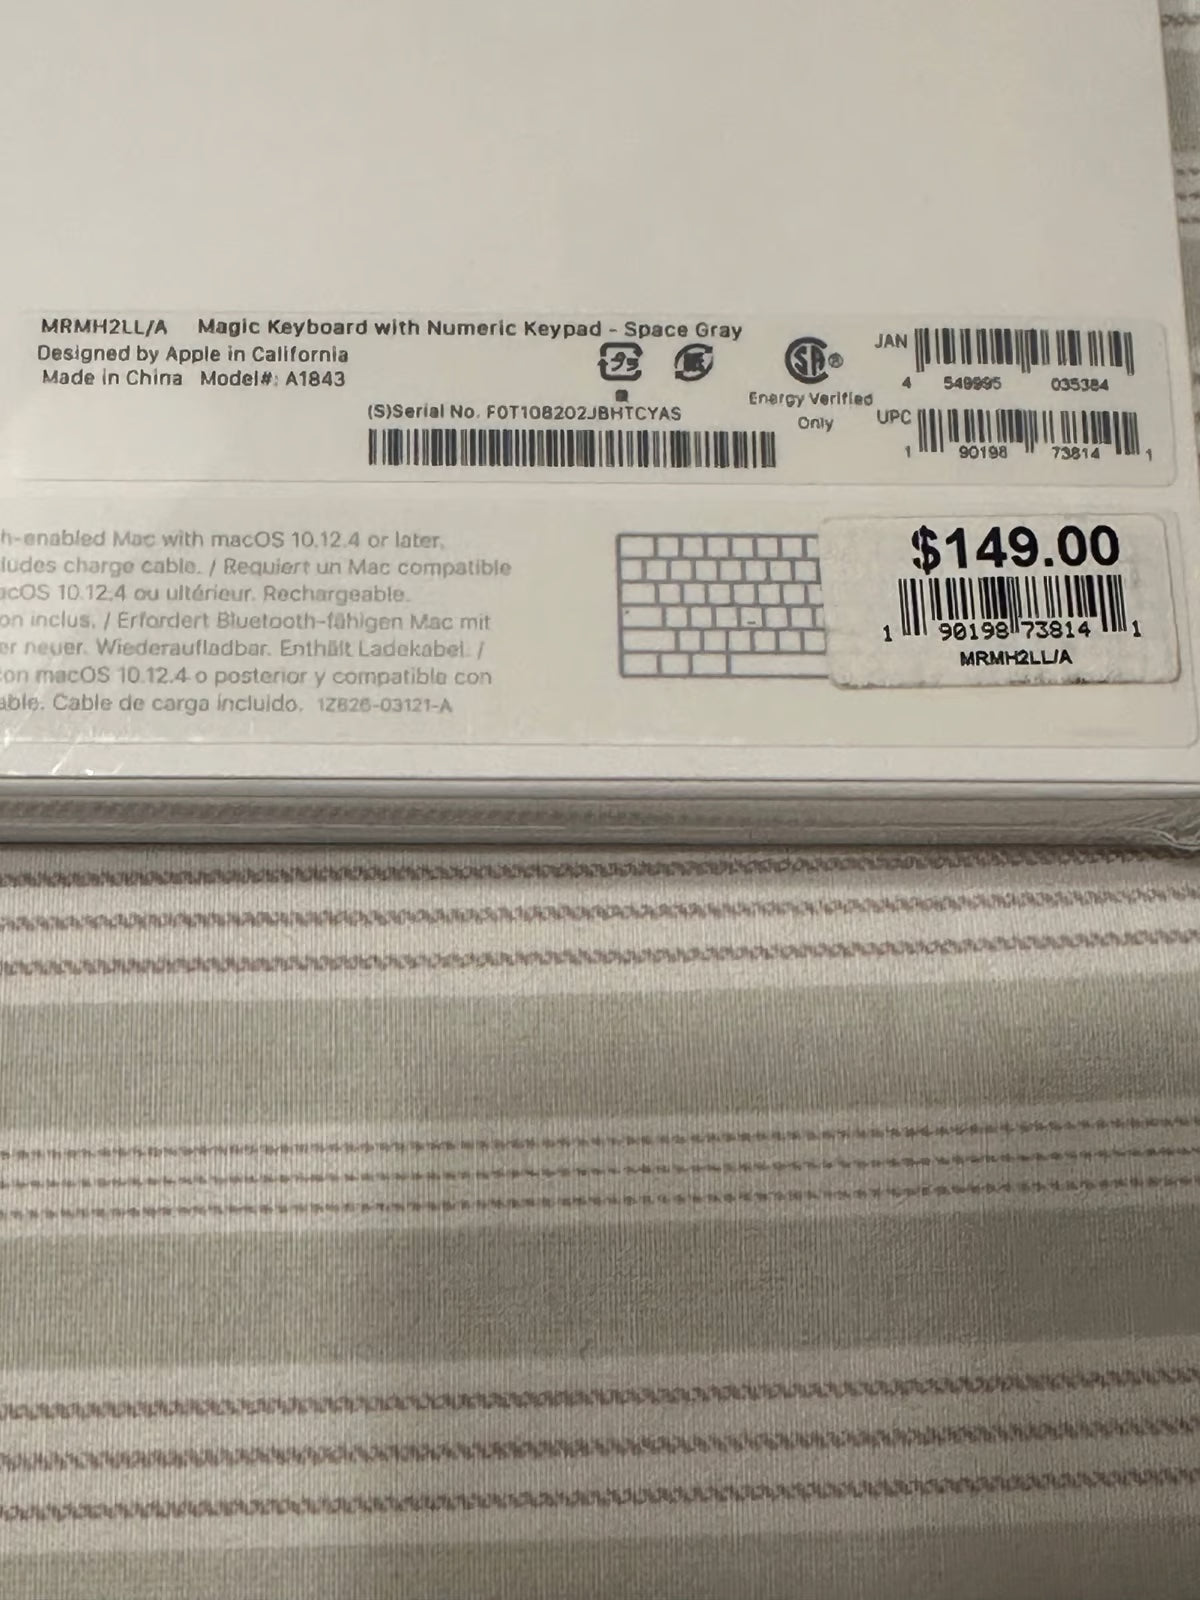 MRMH2LL/A Magic Keyboard with Numeric Keypad - Space Gray
Designed by Apple in California
Made in China Model#: A1843
(S)Serial No. F0T108202JBHTCYAS
Energy Verified
Only
JAN
4 549995 035384
UPC
1 90198 73814 1
h-enabled Mac with macOS 10.12.4 or later.
ludes charge cable. / Requiert un Mac compatible
acOS 10.12.4 ou ultérieur. Rechargeable.
on inclus. / Erfordert Bluetooth-fähigen Mac mit
er neuer. Wiederaufladbar. Enthält Ladekabel. /
con macOS 10.12.4 o posterior y compatible con
able. Cable de carga incluido. 1Z626-03121-A
$149.00
1 90198 73814 1
MRMH2LL/A